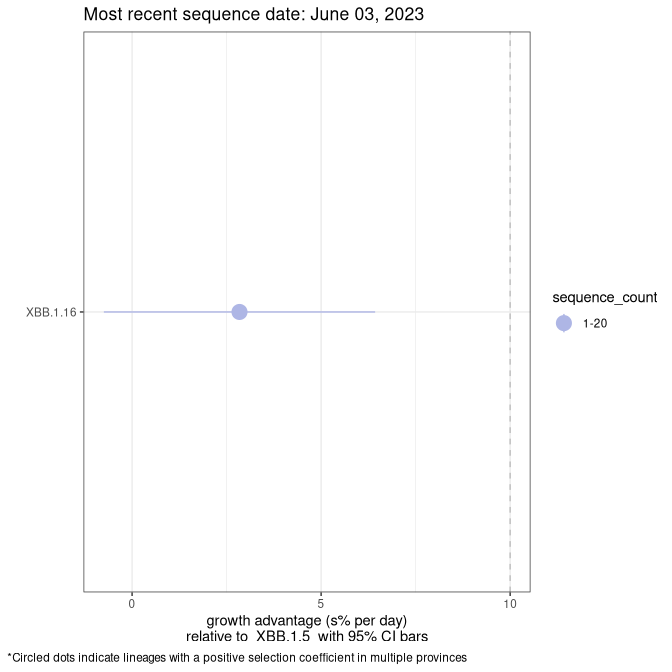 Most recent sequence date: June 03, 2023
XBB.1.16
sequence_count
1-20
0
5
10
growth advantage (s% per day)
relative to  XBB.1.5  with 95% CI bars
*Circled dots indicate lineages with a positive selection coefficient in multiple provinces